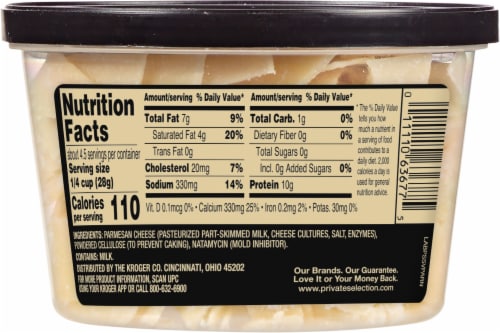 Nutrition
Facts
about 4.5 servings per container
Serving size
1/4 cup (28g)
Calories
per serving
110
Amount/serving % Daily Value*
Total Fat 7g 9%
Saturated Fat 4g 20%
Trans Fat 0g
Cholesterol 20mg 7%
Sodium 330mg 14%
Amount/serving % Daily Value*
Total Carb. 1g 0%
Dietary Fiber 0g 0%
Total Sugars 0g
Incl. 0g Added Sugars 0%
Protein 10g
Vit. D 0.1mcg 0% • Calcium 330mg 25% • Iron 0.2mg 2% • Potas. 30mg 0%
* The % Daily Value
tells you how
much a nutrient in
a serving of food
contributes to a
daily diet. 2,000
calories a day is
used for general
nutrition advice.
INGREDIENTS: PARMESAN CHEESE (PASTEURIZED PART-SKIMMED MILK, CHEESE CULTURES, SALT, ENZYMES),
POWDERED CELLULOSE (TO PREVENT CAKING), NATAMYCIN (MOLD INHIBITOR).
CONTAINS: MILK.
DISTRIBUTED BY THE KROGER CO. CINCINNATI, OHIO 45202
FOR MORE PRODUCT INFORMATION, SCAN UPC
USING YOUR KROGER APP OR CALL 800-632-6900
Our Brands. Our Guarantee.
Love It or Your Money Back.
www.privateselection.com
0 11110 63677 5